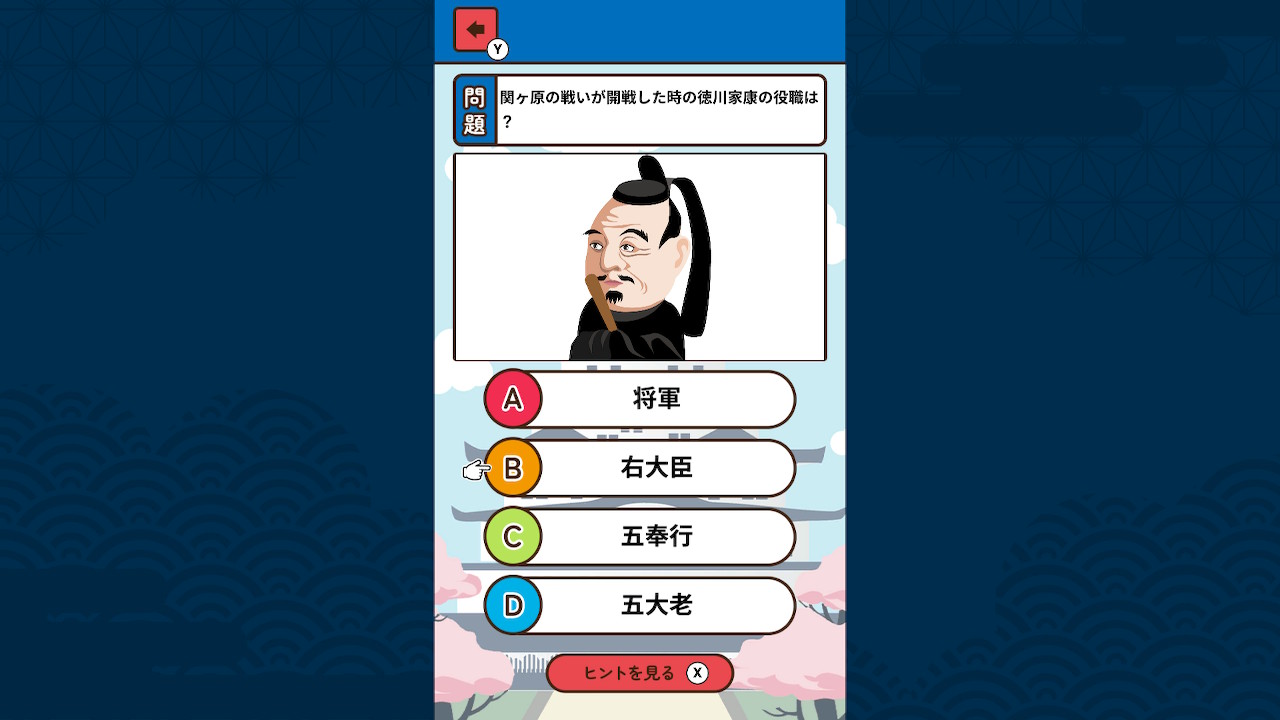 Y
問題
関ヶ原の戦いが開戦した時の徳川家康の役職は
？
A 将軍
B 右大臣
C 五奉行
D 五大老
ヒントを見る X